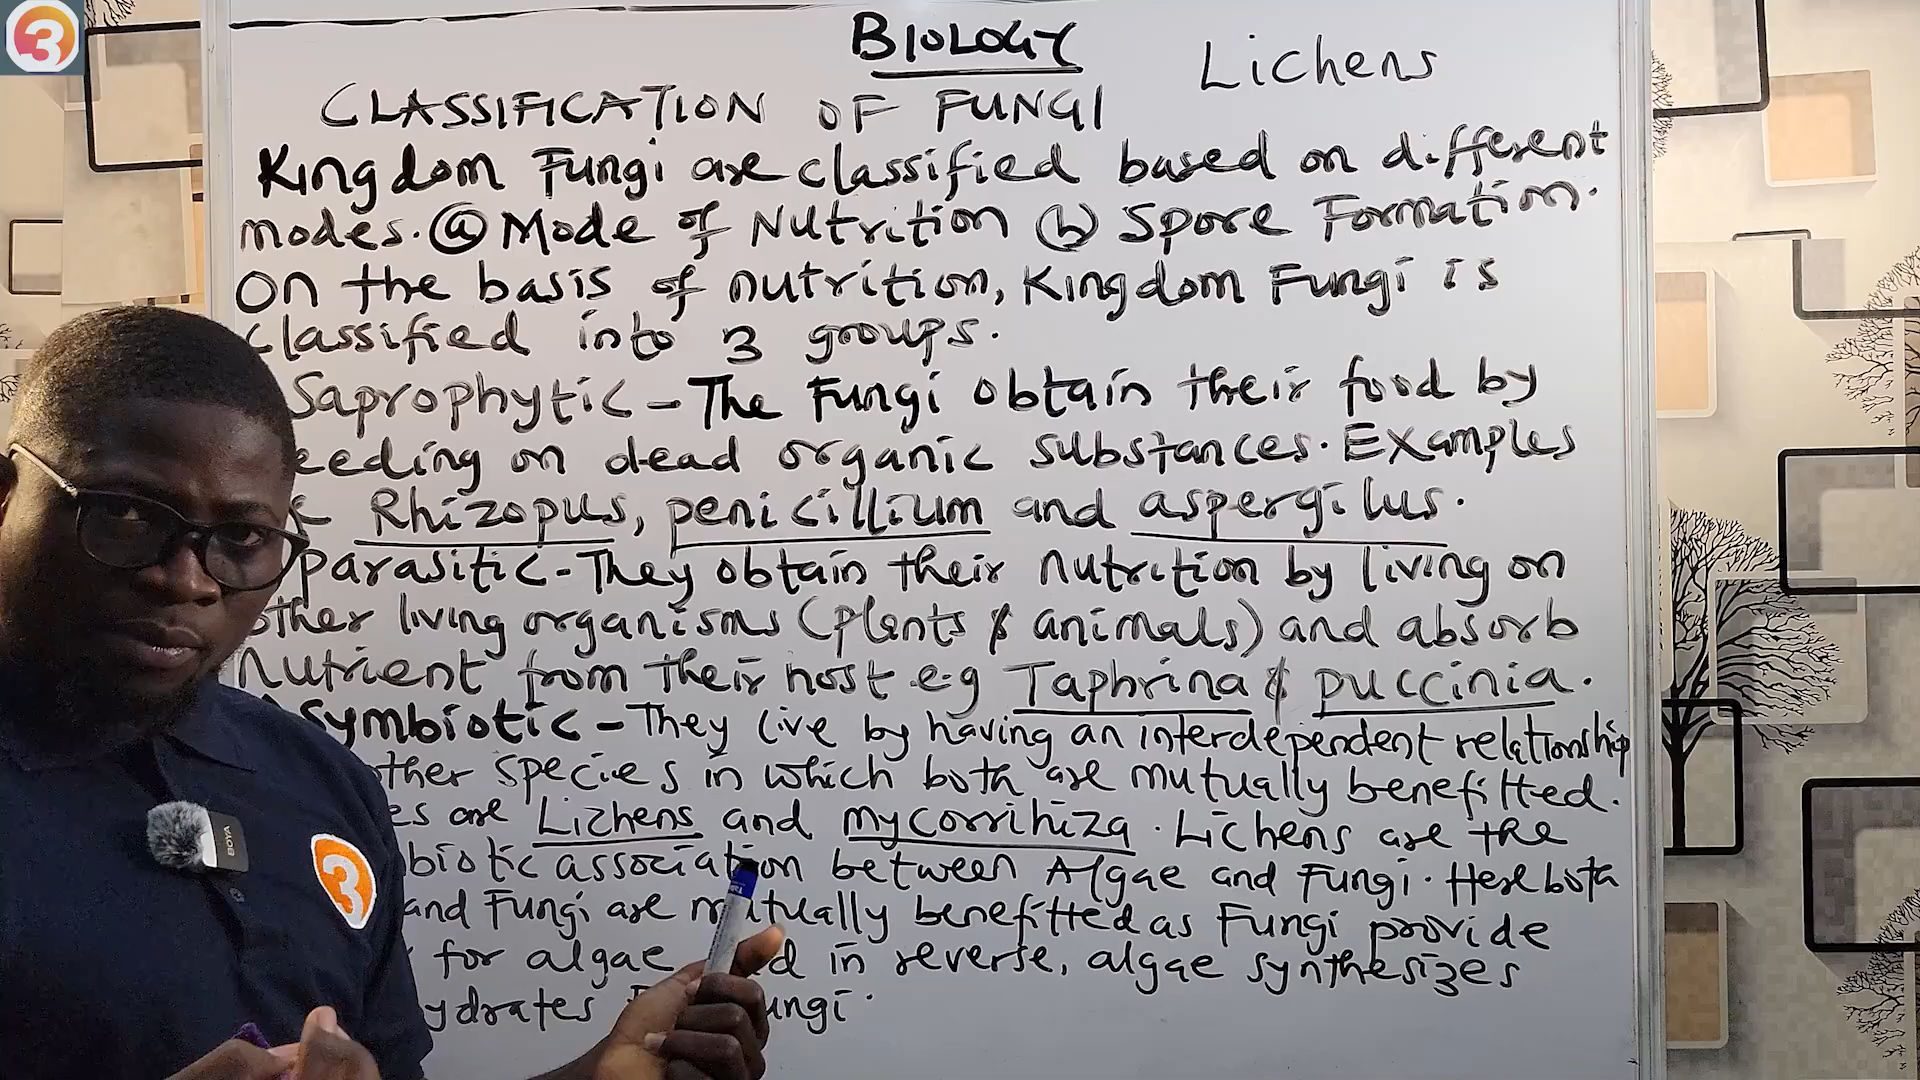 3
BIOLOGY
Lichens
CLASSIFICATION OF FUNGI
Kingdom Fungi are classified based on different
modes. (a) Mode of Nutrition (b) Spore Formation.
On the basis of nutrition, Kingdom Fungi is
classified into 3 groups.
Saprophytic - The Fungi obtain their food by
eeding on dead organic substances. Examples
Rhizopus, penicillium and aspergilus.
parasitic - They obtain their nutrition by living on
other living organisms (plants & animals) and absorb
Nutrient from their host e.g Taphrina & puccinia.
Symbiotic - They live by having an interdependent relationship
other species in which both are mutually benefitted.
es are Lichens and mycorrihiza. Lichens are the
biotic association between Algae and Fungi. Here both
and Fungi are mutually benefitted as Fungi provide
for algae in reverse, algae synthesizes
ydrates ungi.
BOYA
3